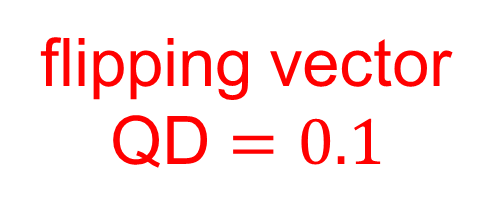 flipping vector
QD = 0.1